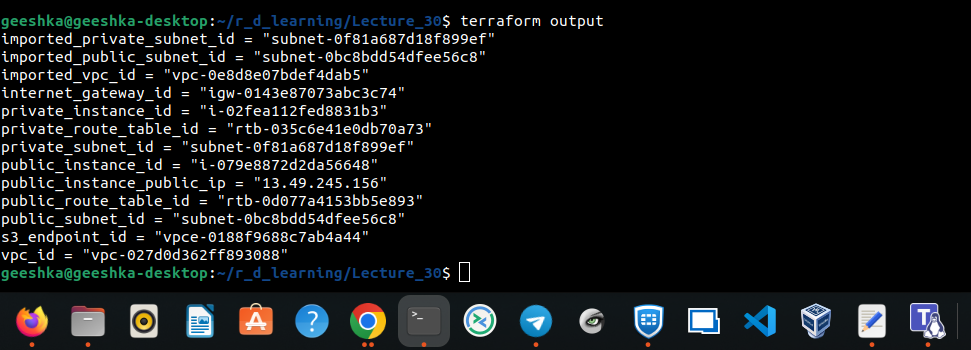 geeshka@geeshka-desktop:~/r_d_learning/Lecture_30$ terraform output
imported_private_subnet_id = "subnet-0f81a687d18f899ef"
imported_public_subnet_id = "subnet-0bc8bdd54dfee56c8"
imported_vpc_id = "vpc-0e8d8e07bdef4dab5"
internet_gateway_id = "igw-0143e87073abc3c74"
private_instance_id = "i-02fea112fed8831b3"
private_route_table_id = "rtb-035c6e41e0db70a73"
private_subnet_id = "subnet-0f81a687d18f899ef"
public_instance_id = "i-079e8872d2da56648"
public_instance_public_ip = "13.49.245.156"
public_route_table_id = "rtb-0d077a4153bb5e893"
public_subnet_id = "subnet-0bc8bdd54dfee56c8"
s3_endpoint_id = "vpce-0188f9688c7ab4a44"
vpc_id = "vpc-027d0d362ff893088"
geeshka@geeshka-desktop:~/r_d_learning/Lecture_30$